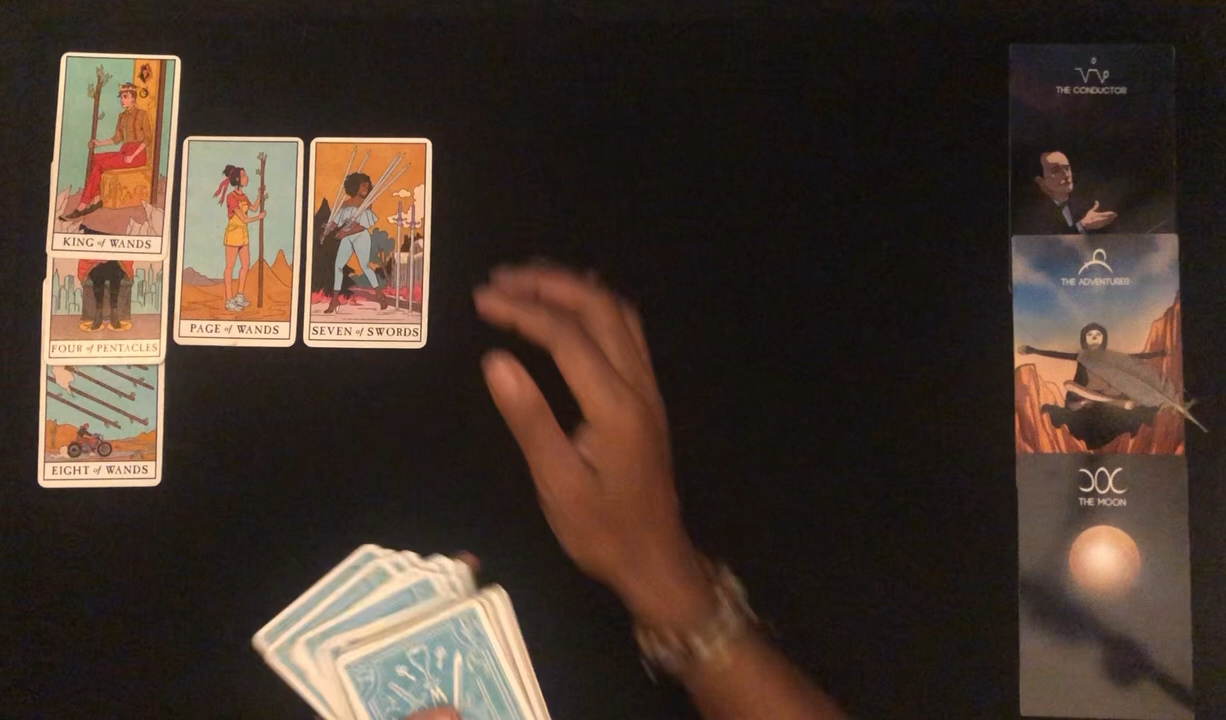 KING of WANDS
FOUR of PENTACLES
EIGHT of WANDS
PAGE of WANDS
SEVEN of SWORDS
THE CONDUCTOR
THE ADVENTURER
THE MOON